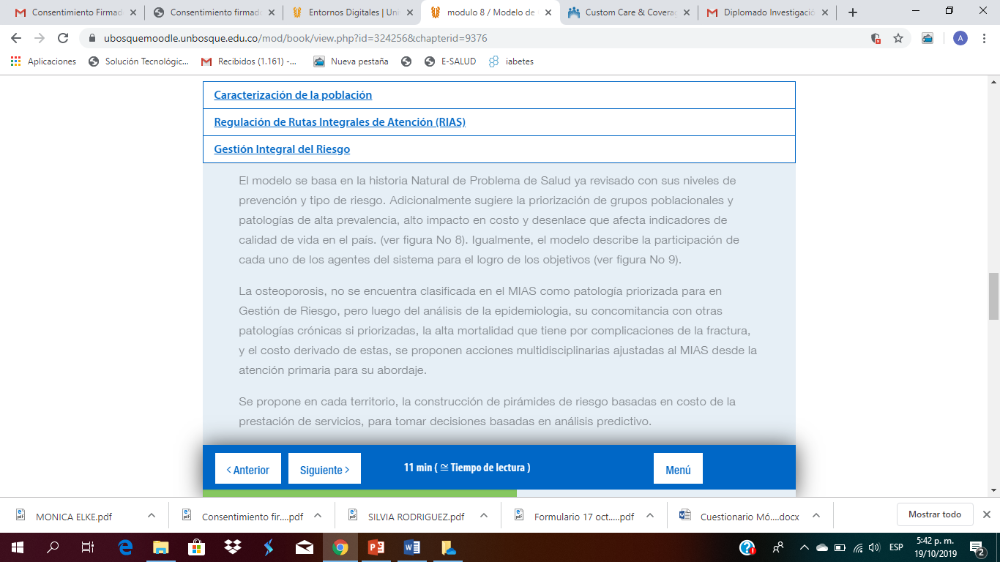 Consentimiento Firmad
Consentimiento firmado
Entornos Digitales | Uni
modulo 8 / Modelo de
Custom Care & Coverag
Diplomado Investigació
ubosquemoodle.unbosque.edu.co/mod/book/view.php?id=324256&chapterid=9376
A
Aplicaciones
Solución Tecnológic...
Recibidos (1.161) -...
Nueva pestaña
E-SALUD
iabetes
Caracterización de la población
Regulación de Rutas Integrales de Atención (RIAS)
Gestión Integral del Riesgo
El modelo se basa en la historia Natural de Problema de Salud ya revisado con sus niveles de
prevención y tipo de riesgo. Adicionalmente sugiere la priorización de grupos poblacionales y
patologías de alta prevalencia, alto impacto en costo y desenlace que afecta indicadores de
calidad de vida en el país. (ver figura No 8). Igualmente, el modelo describe la participación de
cada uno de los agentes del sistema para el logro de los objetivos (ver figura No 9).
La osteoporosis, no se encuentra clasificada en el MIAS como patología priorizada para en
Gestión de Riesgo, pero luego del análisis de la epidemiologia, su concomitancia con otras
patologías crónicas si priorizadas, la alta mortalidad que tiene por complicaciones de la fractura,
y el costo derivado de estas, se proponen acciones multidisciplinarias ajustadas al MIAS desde la
atención primaria para su abordaje.
Se propone en cada territorio, la construcción de pirámides de riesgo basadas en costo de la
prestación de servicios, para tomar decisiones basadas en análisis predictivo.
< Anterior
Siguiente >
11 min ( ≅ Tiempo de lectura )
Menú
MONICA ELKE.pdf
Consentimiento fir....pdf
SILVIA RODRIGUEZ.pdf
Formulario 17 oct.....pdf
Cuestionario Mó....docx
Mostrar todo
ESP
5:42 p. m.
19/10/2019
2